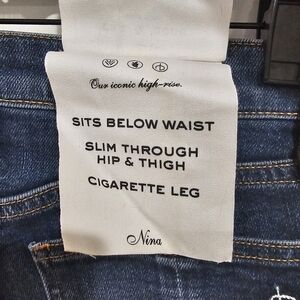 Our iconic high-rise.
SITS BELOW WAIST
SLIM THROUGH
HIP & THIGH
CIGARETTE LEG
Nina